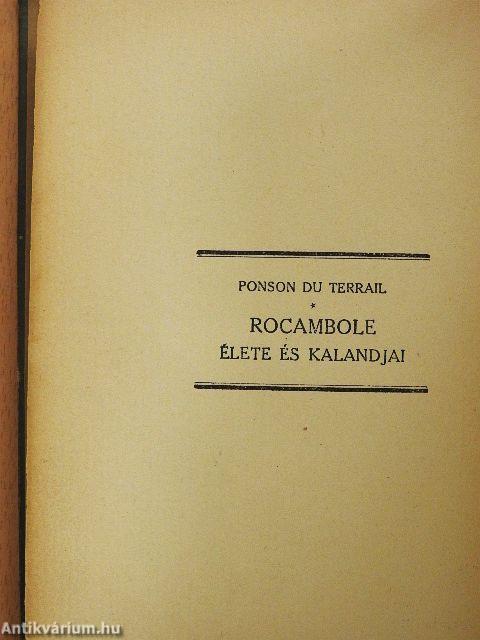 PONSON DU TERRAIL
*
ROCAMBOLE
ÉLETE ÉS KALANDJAI
Antikvárium.hu